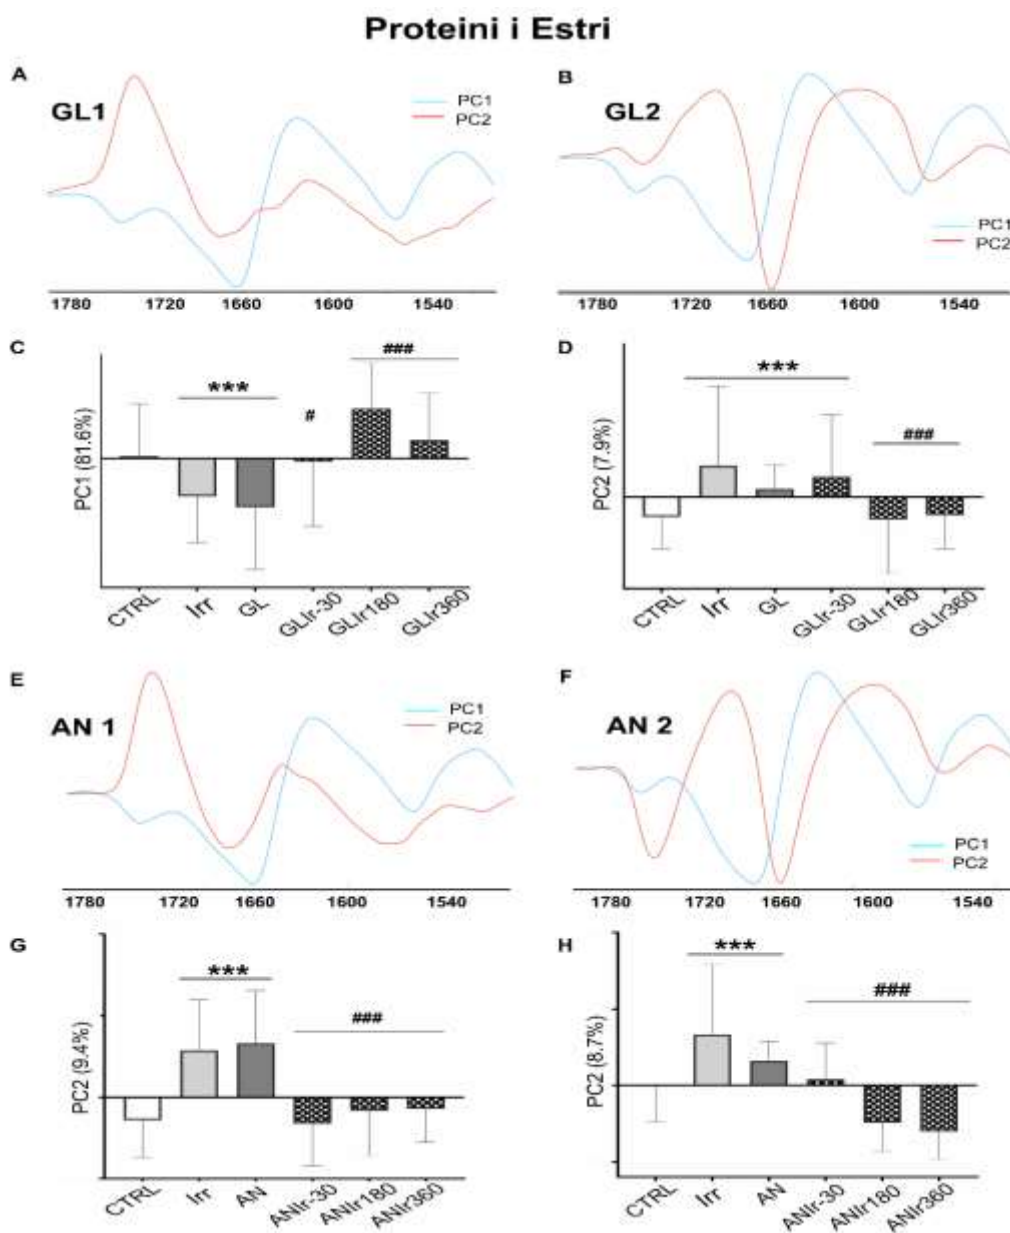 Proteini i Estri
A
GL1
PC1
PC2
1780 1720 1660 1600 1540
B
GL2
PC1
PC2
1780 1720 1660 1600 1540
C
PC1 (81.6%)
***
#
###
CTRL Irr GL GLIr-30 GLIr180 GLIr360
D
PC2 (7.9%)
***
###
CTRL Irr GL GLIr-30 GLIr180 GLIr360
E
AN 1
PC1
PC2
1780 1720 1660 1600 1540
F
AN 2
PC1
PC2
1780 1720 1660 1600 1540
G
PC2 (9.4%)
***
###
CTRL Irr AN ANIr-30 ANIr180 ANIr360
H
PC2 (8.7%)
***
###
CTRL Irr AN ANIr-30 ANIr180 ANIr360